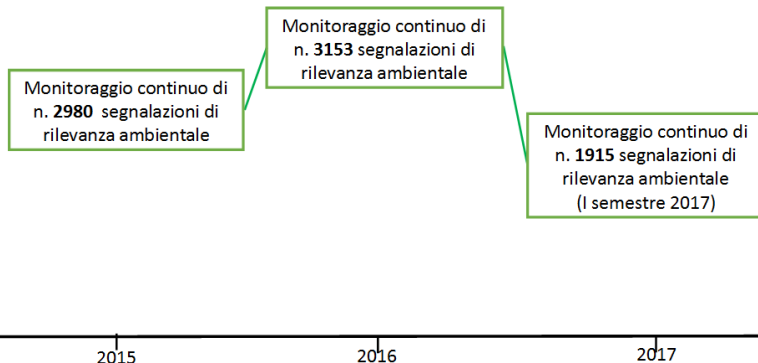 Monitoraggio continuo di
n. 2980 segnalazioni di
rilevanza ambientale
Monitoraggio continuo di
n. 3153 segnalazioni di
rilevanza ambientale
Monitoraggio continuo di
n. 1915 segnalazioni di
rilevanza ambientale
(I semestre 2017)
2015
2016
2017